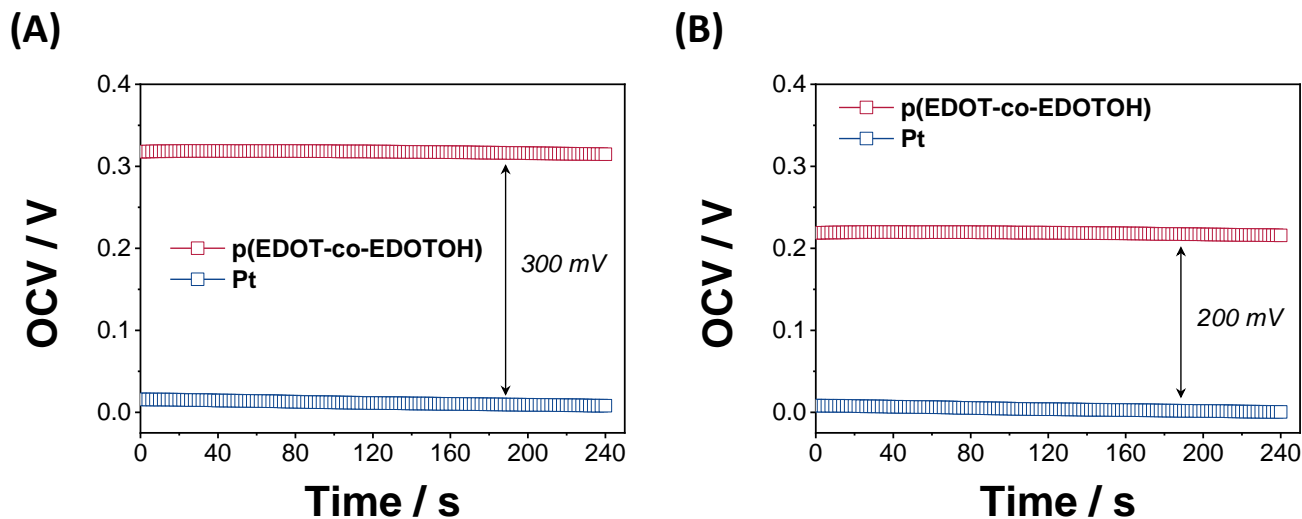 (A)
0.4
0.3
0.2
0.1
0.0
OCV / V
p(EDOT-co-EDOTOH)
Pt
300 mV
0 40 80 120 160 200 240
Time / s
(B)
0.4
0.3
0.2
0.1
0.0
OCV / V
p(EDOT-co-EDOTOH)
Pt
200 mV
0 40 80 120 160 200 240
Time / s